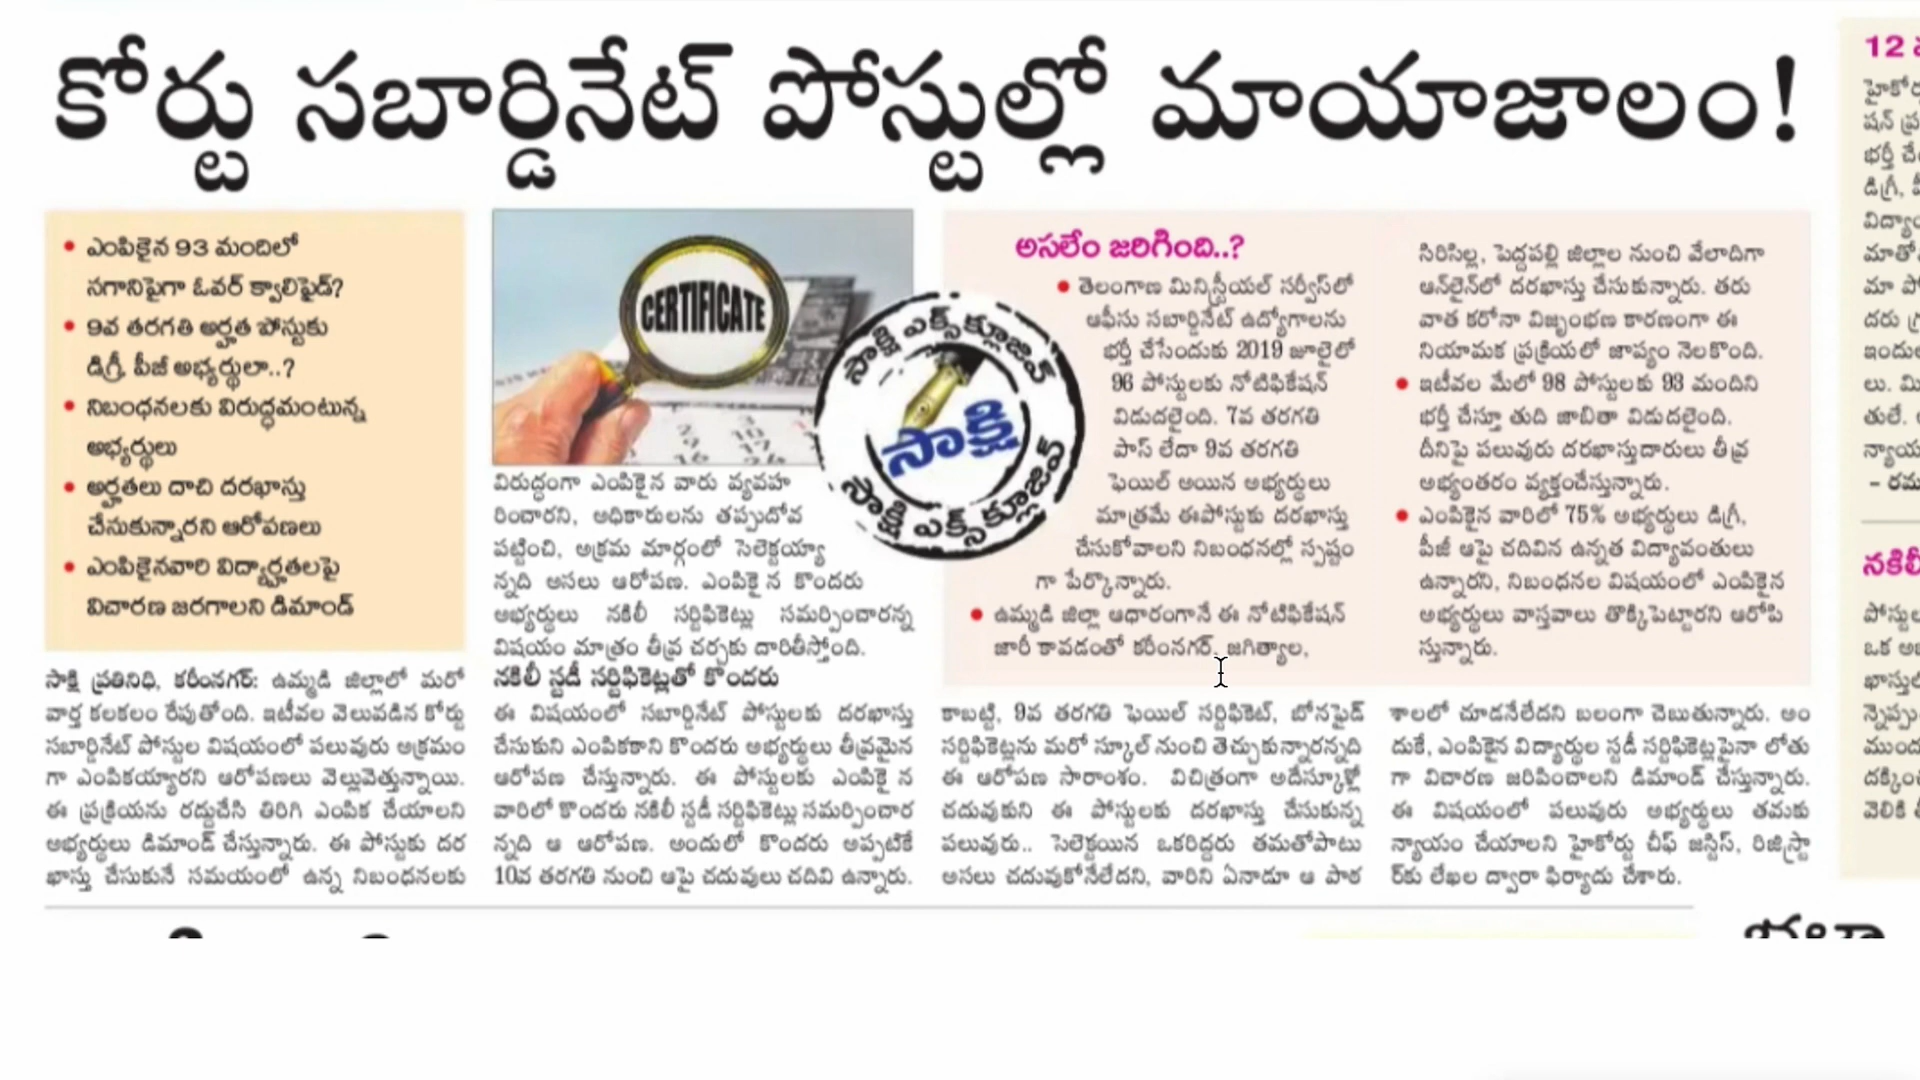 కోర్టు సబార్డినేట్ పోస్టుల్లో మాయాజాలం!
• ఎంపికైన 93 మందిలో
సగానిపైగా ఓవర్ క్వాలిఫైడ్?
• 9వ తరగతి అర్హత పోస్టుకు
డిగ్రీ, పీజీ అభ్యర్థులా..?
• నిబంధనలకు విరుద్ధమంటున్న
అభ్యర్థులు
• అర్హతలు దాచి దరఖాస్తు
చేసుకున్నారని ఆరోపణలు
• ఎంపికైనవారి విద్యార్హతలపై
విచారణ జరగాలని డిమాండ్
సాక్షి ప్రతినిధి, కరీంనగర్: ఉమ్మడి జిల్లాలో మరో
వార్త కలకలం రేపుతోంది. ఇటీవల వెలువడిన కోర్టు
సబార్డినేట్ పోస్టుల విషయంలో పలువురు అక్రమం
గా ఎంపికయ్యారని ఆరోపణలు వెల్లువెత్తున్నాయి.
ఈ ప్రక్రియను రద్దుచేసి తిరిగి ఎంపిక చేయాలని
అభ్యర్థులు డిమాండ్ చేస్తున్నారు. ఈ పోస్టుకు దర
ఖాస్తు చేసుకునే సమయంలో ఉన్న నిబంధనలకు
CERTIFICATE
విరుద్ధంగా ఎంపికైన వారు వ్యవహ
రించారని, అధికారులను తప్పుదోవ
పట్టించి, అక్రమ మార్గంలో సెలెక్టయ్యా
న్నది అసలు ఆరోపణ. ఎంపికై న కొందరు
అభ్యర్థులు నకిలీ సర్టిఫికెట్లు సమర్పించారన్న
విషయం మాత్రం తీవ్ర చర్చకు దారితీస్తోంది.
నకిలీ స్టడీ సర్టిఫికెట్లతో కొందరు
ఈ విషయంలో సబార్డినేట్ పోస్టులకు దరఖాస్తు
చేసుకుని ఎంపికకాని కొందరు అభ్యర్థులు తీవ్రమైన
ఆరోపణ చేస్తున్నారు. ఈ పోస్టులకు ఎంపికై న
వారిలో కొందరు నకిలీ స్టడీ సర్టిఫికెట్లు సమర్పించార
న్నది ఆ ఆరోపణ. అందులో కొందరు అప్పటికే
10వ తరగతి నుంచి ఆపై చదువులు చదివి ఉన్నారు.
సాక్షి ఎక్స్‌క్లూజివ్
సాక్షి
సాక్షి ఎక్స్‌క్లూజివ్
అసలేం జరిగింది..?
• తెలంగాణ మినిస్టీరియల్ సర్వీస్‌లో
ఆఫీసు సబార్డినేట్ ఉద్యోగాలను
భర్తీ చేసేందుకు 2019 జూలైలో
96 పోస్టులకు నోటిఫికేషన్
విడుదలైంది. 7వ తరగతి
పాస్ లేదా 9వ తరగతి
ఫెయిల్ అయిన అభ్యర్థులు
మాత్రమే ఈపోస్టుకు దరఖాస్తు
చేసుకోవాలని నిబంధనల్లో స్పష్టం
గా పేర్కొన్నారు.
• ఉమ్మడి జిల్లా ఆధారంగానే ఈ నోటిఫికేషన్
జారీ కావడంతో కరీంనగర్, జగిత్యాల,
సిరిసిల్ల, పెద్దపల్లి జిల్లాల నుంచి వేలాదిగా
ఆన్‌లైన్‌లో దరఖాస్తు చేసుకున్నారు. తరు
వాత కరోనా విజృంభణ కారణంగా ఈ
నియామక ప్రక్రియలో జాప్యం నెలకొంది.
• ఇటీవల మేలో 98 పోస్టులకు 93 మందిని
భర్తీ చేస్తూ తుది జాబితా విడుదలైంది.
దీనిపై పలువురు దరఖాస్తుదారులు తీవ్ర
అభ్యంతరం వ్యక్తంచేస్తున్నారు.
• ఎంపికైన వారిలో 75% అభ్యర్థులు డిగ్రీ,
పీజీ ఆపై చదివిన ఉన్నత విద్యావంతులు
ఉన్నారని, నిబంధనల విషయంలో ఎంపికైన
అభ్యర్థులు వాస్తవాలు తొక్కిపెట్టారని ఆరోపి
స్తున్నారు.
కాబట్టి, 9వ తరగతి ఫెయిల్ సర్టిఫికెట్, బోనఫైడ్
సర్టిఫికెట్లను మరో స్కూల్ నుంచి తెచ్చుకున్నారన్నది
ఈ ఆరోపణ సారాంశం. విచిత్రంగా అదేస్కూళ్లో
చదువుకుని ఈ పోస్టులకు దరఖాస్తు చేసుకున్న
పలువురు.. సెలెక్టయిన ఒకరిద్దరు తమతోపాటు
అసలు చదువుకోనేలేదని, వారిని ఏనాడూ ఆ పాఠ
శాలలో చూడనేలేదని బలంగా చెబుతున్నారు. అం
దుకే, ఎంపికైన విద్యార్థుల స్టడీ సర్టిఫికెట్లపైనా లోతు
గా విచారణ జరిపించాలని డిమాండ్ చేస్తున్నారు.
ఈ విషయంలో పలువురు అభ్యర్థులు తమకు
న్యాయం చేయాలని హైకోర్టు చీఫ్ జస్టిస్, రిజిస్ట్రా
ర్‌కు లేఖల ద్వారా ఫిర్యాదు చేశారు.
12